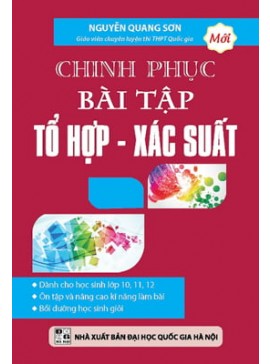 NGUYỄN QUANG SƠN
Giáo viên chuyên luyện thi THPT Quốc gia
Mới
CHINH PHỤC
BÀI TẬP
TỔ HỢP - XÁC SUẤT
Dành cho học sinh lớp 10, 11, 12
Ôn tập và nâng cao kĩ năng làm bài
Bồi dưỡng học sinh giỏi
NHÀ XUẤT BẢN ĐẠI HỌC QUỐC GIA HÀ NỘI